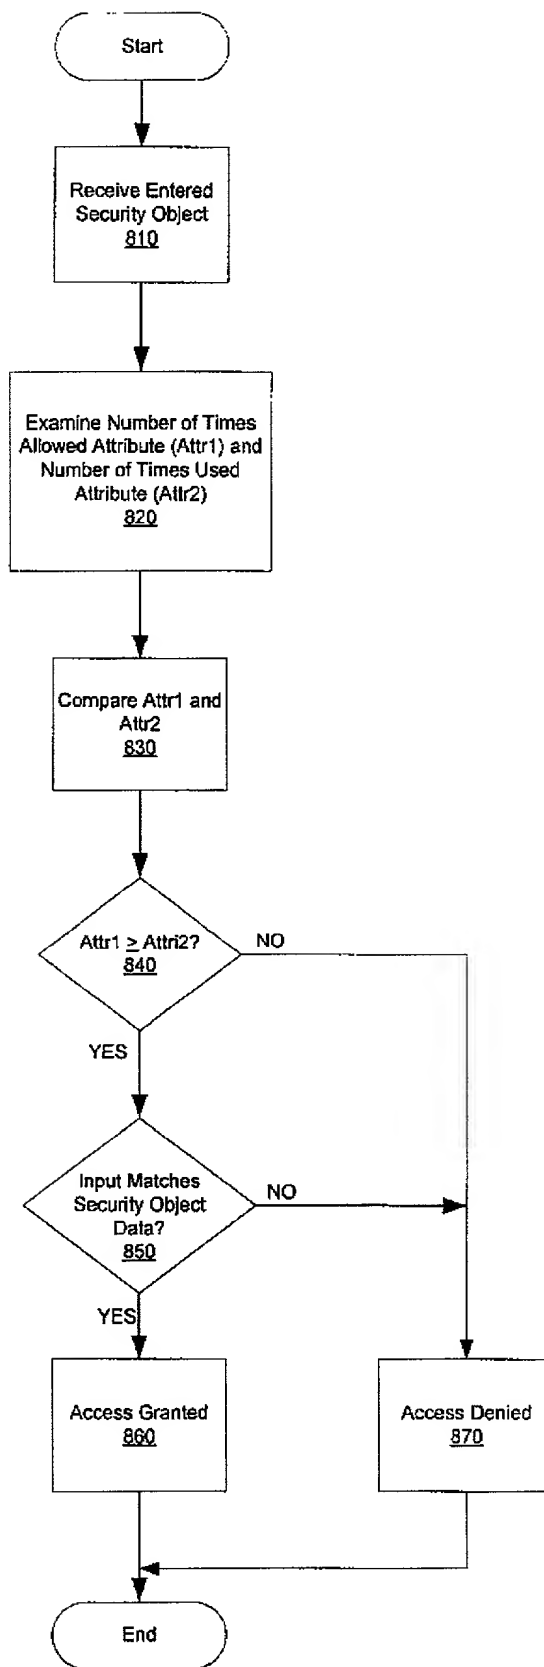 Start
Receive Entered
Security Object
810
Examine Number of Times
Allowed Attribute (Attr1) and
Number of Times Used
Attribute (Attr2)
820
Compare Attr1 and
Attr2
830
Attr1 ≥ Attri2?
840
NO
YES
Input Matches
Security Object
Data?
850
NO
YES
Access Granted
860
Access Denied
870
End